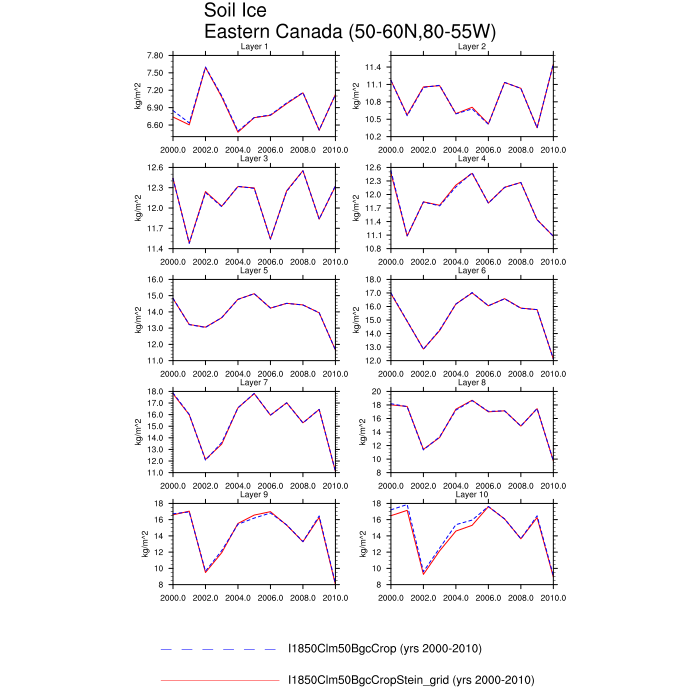 Soil Ice
Eastern Canada (50-60N,80-55W)
Layer 1
7.80
7.50
7.20
6.90
6.60
kg/m^2
2000.0 2002.0 2004.0 2006.0 2008.0 2010.0
Layer 2
11.4
11.1
10.8
10.5
10.2
kg/m^2
2000.0 2002.0 2004.0 2006.0 2008.0 2010.0
Layer 3
12.6
12.3
12.0
11.7
11.4
kg/m^2
2000.0 2002.0 2004.0 2006.0 2008.0 2010.0
Layer 4
12.6
12.3
12.0
11.7
11.4
11.1
10.8
kg/m^2
2000.0 2002.0 2004.0 2006.0 2008.0 2010.0
Layer 5
16.0
15.0
14.0
13.0
12.0
11.0
kg/m^2
2000.0 2002.0 2004.0 2006.0 2008.0 2010.0
Layer 6
18.0
17.0
16.0
15.0
14.0
13.0
12.0
kg/m^2
2000.0 2002.0 2004.0 2006.0 2008.0 2010.0
Layer 7
18.0
17.0
16.0
15.0
14.0
13.0
12.0
11.0
kg/m^2
2000.0 2002.0 2004.0 2006.0 2008.0 2010.0
Layer 8
20
18
16
14
12
10
8
kg/m^2
2000.0 2002.0 2004.0 2006.0 2008.0 2010.0
Layer 9
18
16
14
12
10
8
kg/m^2
2000.0 2002.0 2004.0 2006.0 2008.0 2010.0
Layer 10
18
16
14
12
10
8
kg/m^2
2000.0 2002.0 2004.0 2006.0 2008.0 2010.0
I1850Clm50BgcCrop (yrs 2000-2010)
I1850Clm50BgcCropStein_grid (yrs 2000-2010)